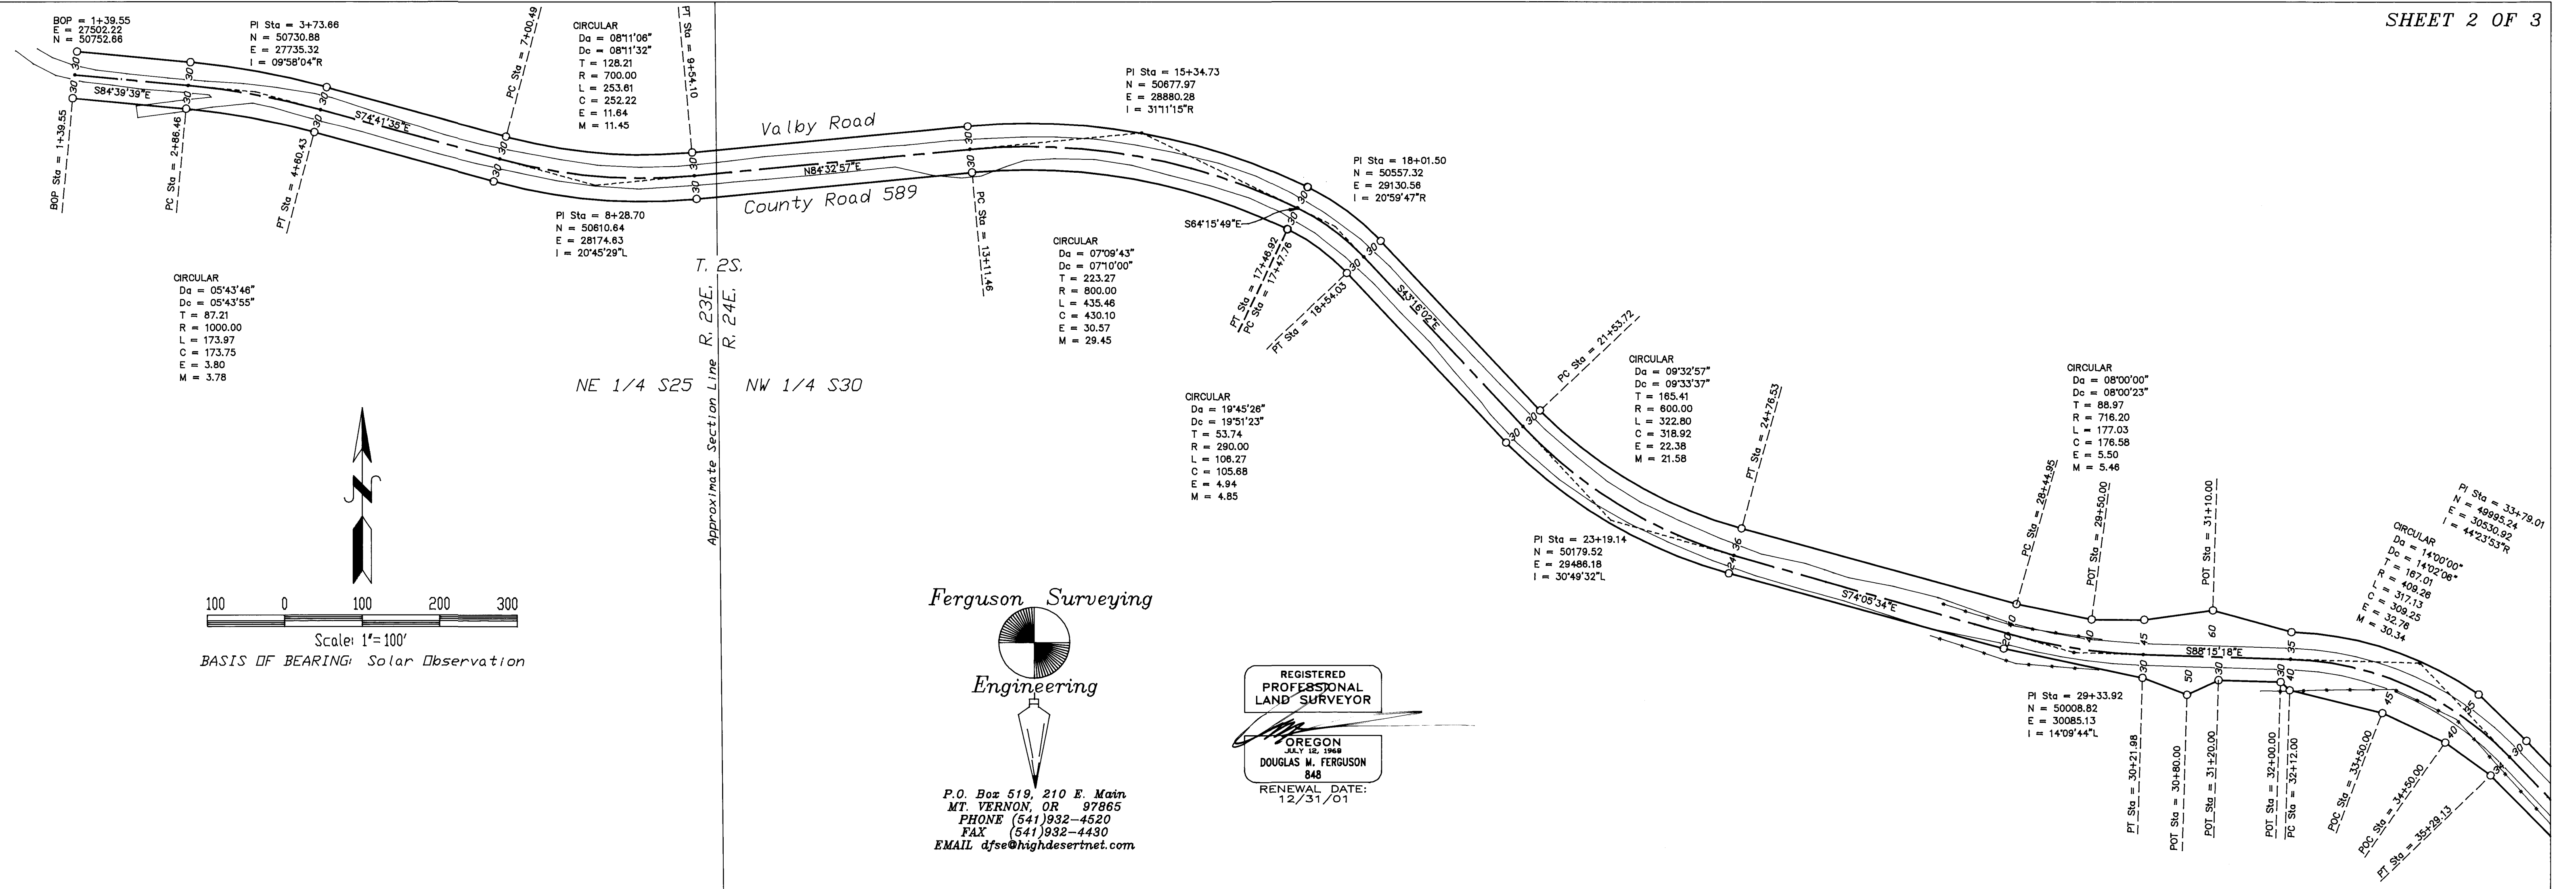 SHEET 2 OF 3
BOP = 1+39.55
E = 27502.22
N = 50752.66
PI Sta = 3+73.66
N = 50730.88
E = 27735.32
I = 09°58'04"R
PC Sta = 7+00.49
CIRCULAR
Da = 08°11'06"
Dc = 08°11'32"
T = 128.21
R = 700.00
L = 253.61
C = 252.22
E = 11.64
M = 11.45
PT Sta = 9+54.10
PI Sta = 15+34.73
N = 50677.97
E = 28880.28
I = 31°11'15"R
PI Sta = 18+01.50
N = 50557.32
E = 29130.56
I = 20°59'47"R
S84°39'39"E
S74°41'35"E
Valby Road
N84°32'57"E
County Road 589
S64°15'49"E
S43°16'02"E
BOP Sta = 1+39.55
PC Sta = 2+86.46
PT Sta = 4+60.43
PI Sta = 8+28.70
N = 50610.64
E = 28174.63
I = 20°45'29"L
PC Sta = 13+11.46
PT Sta = 17+46.92
PC Sta = 17+47.76
PT Sta = 18+54.03
CIRCULAR
Da = 05°43'46"
Dc = 05°43'55"
T = 87.21
R = 1000.00
L = 173.97
C = 173.75
E = 3.80
M = 3.78
T. 2S.
R. 23E.
R. 24E.
Approximate Section Line
NE 1/4 S25
NW 1/4 S30
CIRCULAR
Da = 07°09'43"
Dc = 07°10'00"
T = 223.27
R = 800.00
L = 435.46
C = 430.10
E = 30.57
M = 29.45
CIRCULAR
Da = 19°45'26"
Dc = 19°51'23"
T = 53.74
R = 290.00
L = 106.27
C = 105.68
E = 4.94
M = 4.85
PC Sta = 21+53.72
CIRCULAR
Da = 09°32'57"
Dc = 09°33'37"
T = 165.41
R = 600.00
L = 322.80
C = 318.92
E = 22.38
M = 21.58
PT Sta = 24+76.53
PI Sta = 23+19.14
N = 50179.52
E = 29486.18
I = 30°49'32"L
S74°05'34"E
CIRCULAR
Da = 08°00'00"
Dc = 08°00'23"
T = 88.97
R = 716.20
L = 177.03
C = 176.58
E = 5.50
M = 5.46
PC Sta = 28+44.95
POT Sta = 29+50.00
POT Sta = 31+10.00
PI Sta = 33+79.01
N = 49995.24
E = 30530.92
I = 44°23'53"R
CIRCULAR
Da = 14°00'00"
Dc = 14°02'06"
T = 167.01
R = 409.26
L = 317.13
C = 309.25
E = 32.78
M = 30.34
S88°15'18"E
PI Sta = 29+33.92
N = 50008.82
E = 30085.13
I = 14°09'44"L
PT Sta = 30+21.98
POT Sta = 30+80.00
POT Sta = 31+20.00
POT Sta = 32+00.00
PC Sta = 32+12.00
POC Sta = 33+50.00
POC Sta = 34+50.00
PT Sta = 35+29.13
N
100 0 100 200 300
Scale: 1"=100'
BASIS OF BEARING: Solar Observation
Ferguson Surveying
Engineering
P.O. Box 519, 210 E. Main
MT. VERNON, OR 97865
PHONE (541)932-4520
FAX (541)932-4430
EMAIL dfse@highdesertnet.com
REGISTERED
PROFESSIONAL
LAND SURVEYOR
OREGON
JULY 12, 1968
DOUGLAS M. FERGUSON
848
RENEWAL DATE:
12/31/01